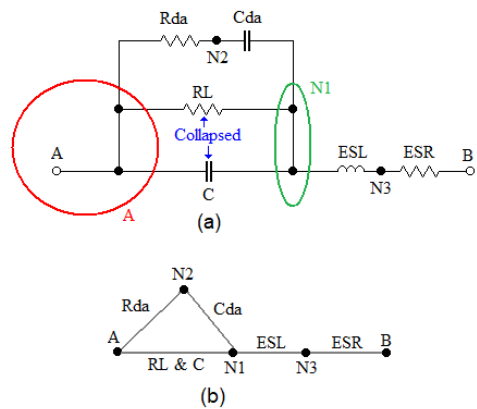 Rda
Cda
N2
RL
N1
Collapsed
A
ESL
ESR
B
N3
C
A
(a)
N2
Rda
Cda
A
ESL
ESR
B
RL & C
N1
N3
(b)